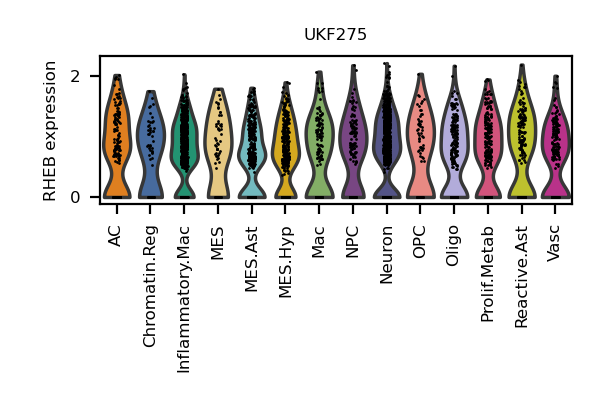 UKF275
RHEB expression
2
0
AC
Chromatin.Reg
Inflammatory.Mac
MES
MES.Ast
MES.Hyp
Mac
NPC
Neuron
OPC
Oligo
Prolif.Metab
Reactive.Ast
Vasc